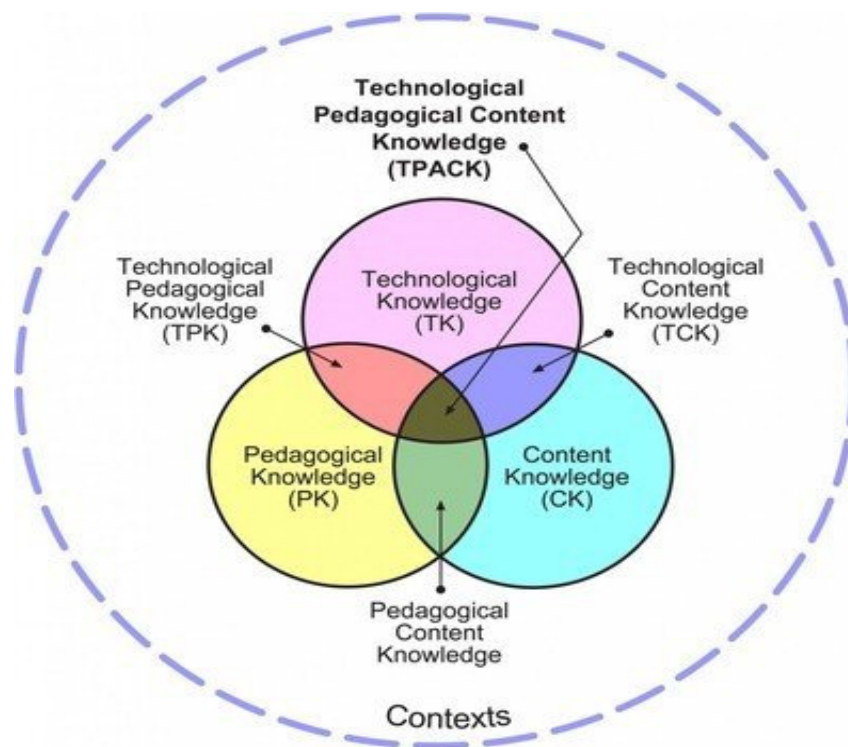 Technological
Pedagogical Content
Knowledge
(TPACK)
Technological
Pedagogical
Knowledge
(TPK)
Technological
Knowledge
(TK)
Technological
Content
Knowledge
(TCK)
Pedagogical
Knowledge
(PK)
Content
Knowledge
(CK)
Pedagogical
Content
Knowledge
Contexts